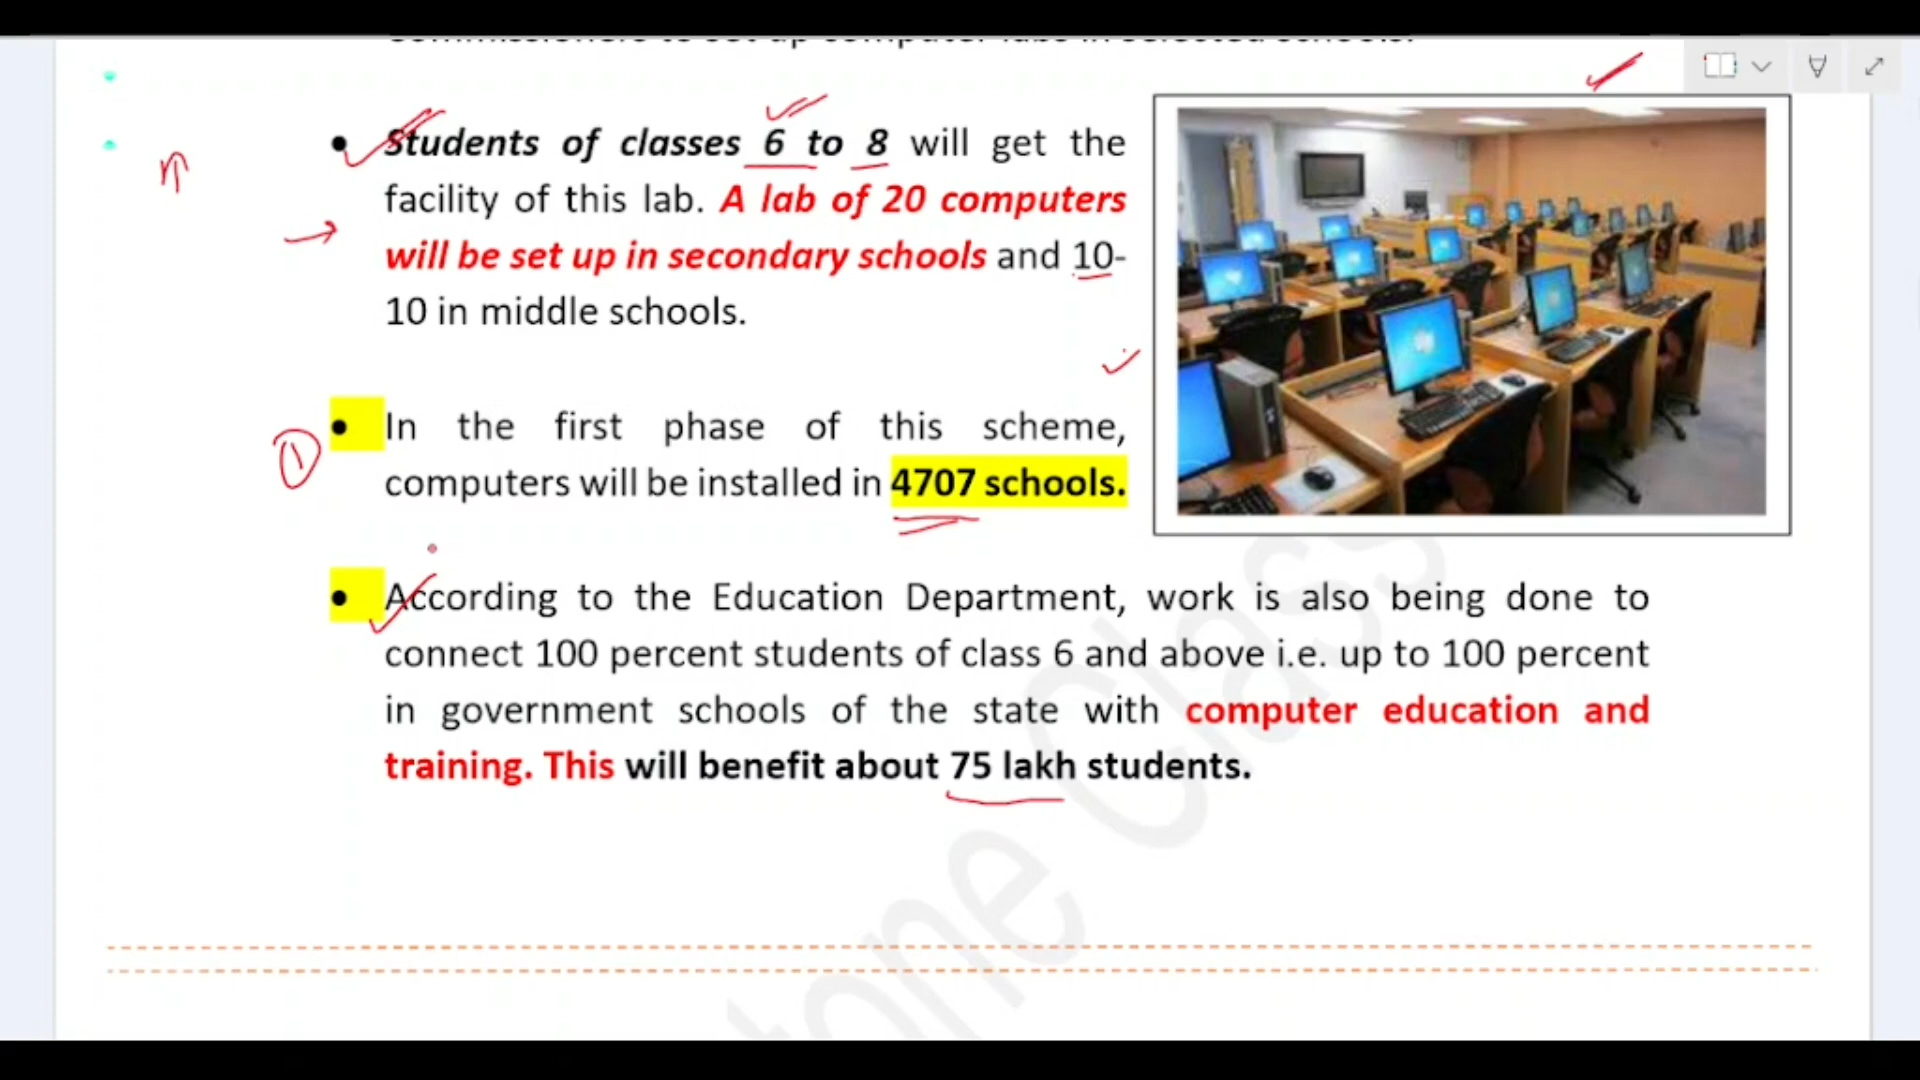 Students of classes 6 to 8 will get the
facility of this lab. A lab of 20 computers
will be set up in secondary schools and 10-
10 in middle schools.
①
In the first phase of this scheme,
computers will be installed in 4707 schools.
According to the Education Department, work is also being done to
connect 100 percent students of class 6 and above i.e. up to 100 percent
in government schools of the state with computer education and
training. This will benefit about 75 lakh students.
tone Class